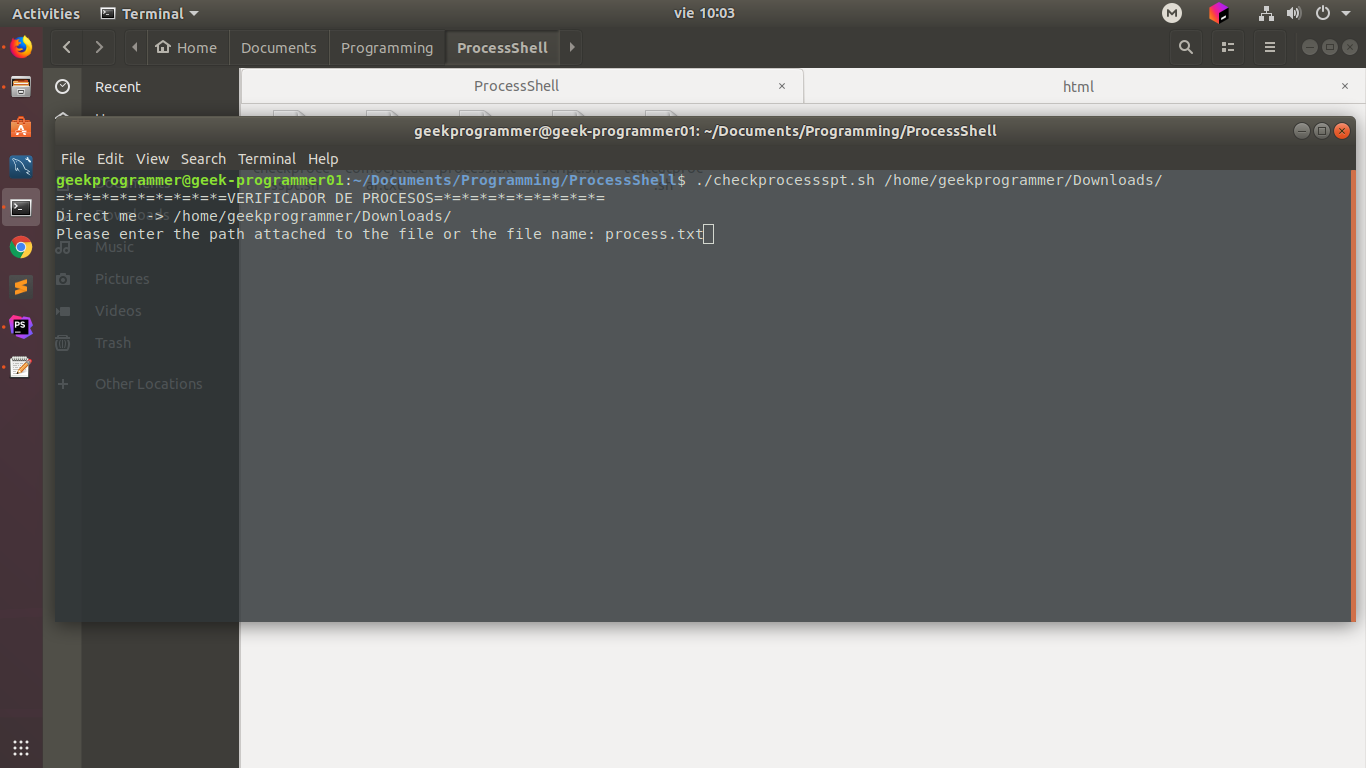 Activities Terminal vie 10:03
Home Documents Programming ProcessShell
Recent
ProcessShell × html ×
geekprogrammer@geek-programmer01: ~/Documents/Programming/ProcessShell
File Edit View Search Terminal Help
geekprogrammer@geek-programmer01:~/Documents/Programming/ProcessShell$ ./checkprocessspt.sh /home/geekprogrammer/Downloads/
=*=*=*=*=*=*=*=*=*=VERIFICADOR DE PROCESOS=*=*=*=*=*=*=*=*=*=
Direct me -> /home/geekprogrammer/Downloads/
Please enter the path attached to the file or the file name: process.txt
Music
Pictures
Videos
Trash
Other Locations